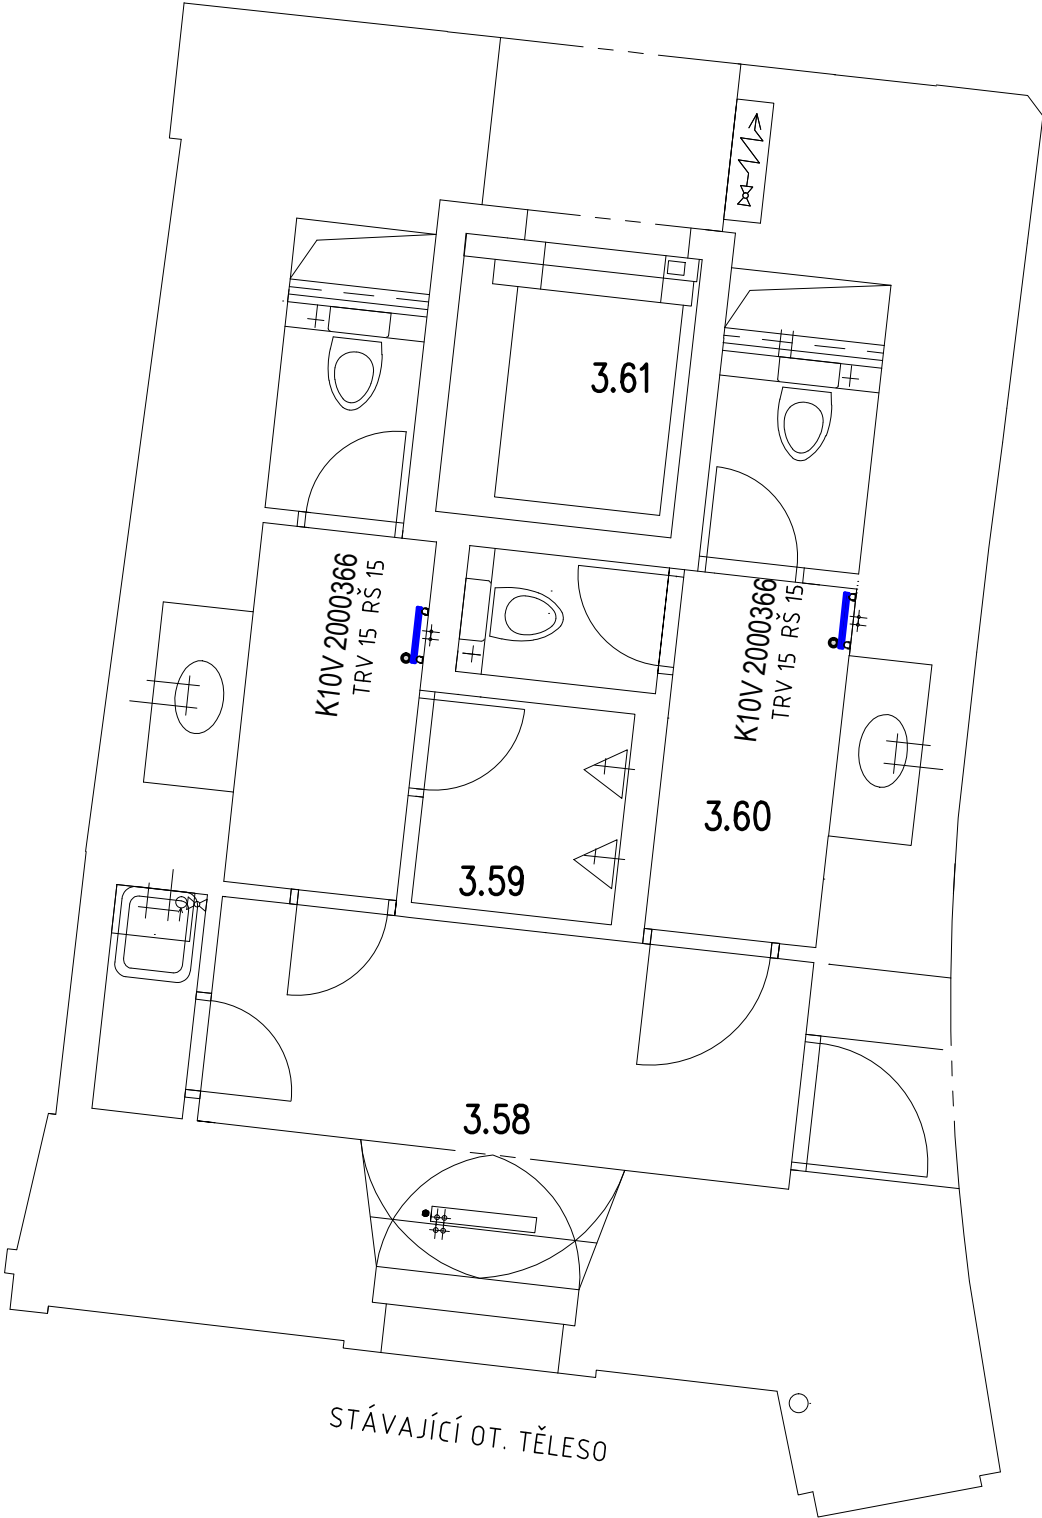 3.61
K10V 2000366
TRV 15 RŠ 15
K10V 2000366
TRV 15 RŠ 15
3.60
3.59
3.58
STÁVAJÍCÍ OT. TĚLESO